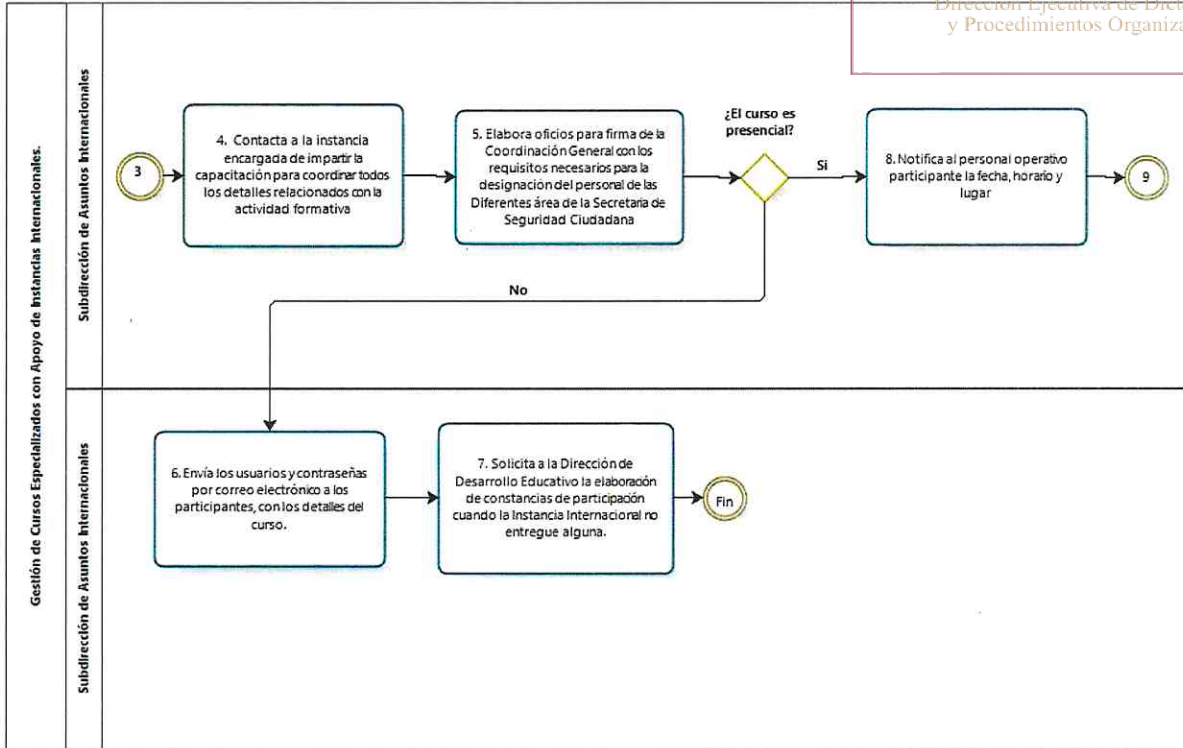 Dirección Ejecutiva de
y Procedimientos
Gestión de Cursos Especializados con Apoyo de Instancias Internacionales.
Subdirección de Asuntos Internacionales
3
4. Contacta a la instancia
encargada de impartir la
capacitación para coordinar todos
los detalles relacionados con la
actividad formativa
5. Elabora oficios para firma de la
Coordinación General con los
requisitos necesarios para la
designación del personal de las
Diferentes área de la Secretaria de
Seguridad Ciudadana
¿El curso es
presencial?
Si
8. Notifica al personal operativo
participante la fecha, horario y
lugar
9
No
Subdirección de Asuntos Internacionales
6. Envía los usuarios y contraseñas
por correo electrónico a los
participantes, con los detalles del
curso.
7. Solicita a la Dirección de
Desarrollo Educativo la elaboración
de constancias de participación
cuando la Instancia Internacional no
entregue alguna.
Fin